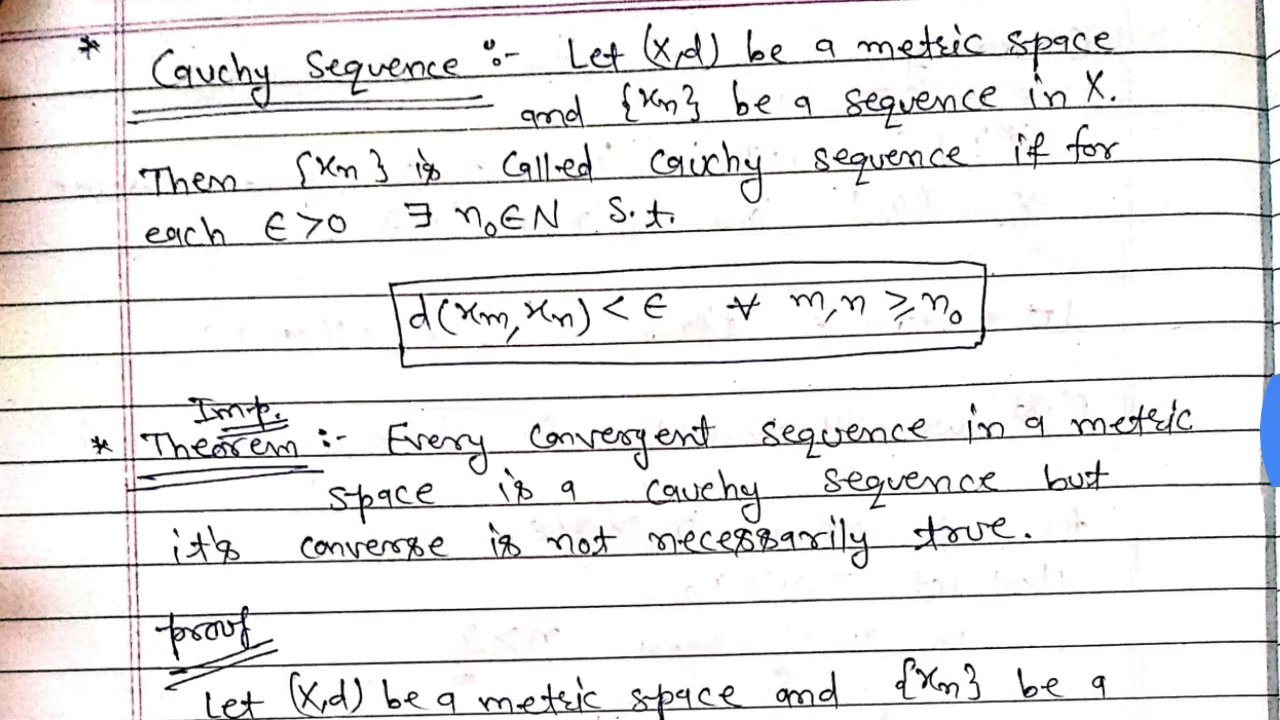 * Cauchy Sequence :- Let (X,d) be a metric space
and {xn} be a sequence in X.
Then {xn} is called cauchy sequence if for
each ϵ>0 ∃ n₀∈N S.t.
d(xm,xn) < ϵ ∀ m,n ≥ n₀
Imp.
* Theorem :- Every convergent sequence in a metric
space is a cauchy sequence but
it's converse is not necessarily true.
proof
Let (X,d) be a metric space and {xn} be a